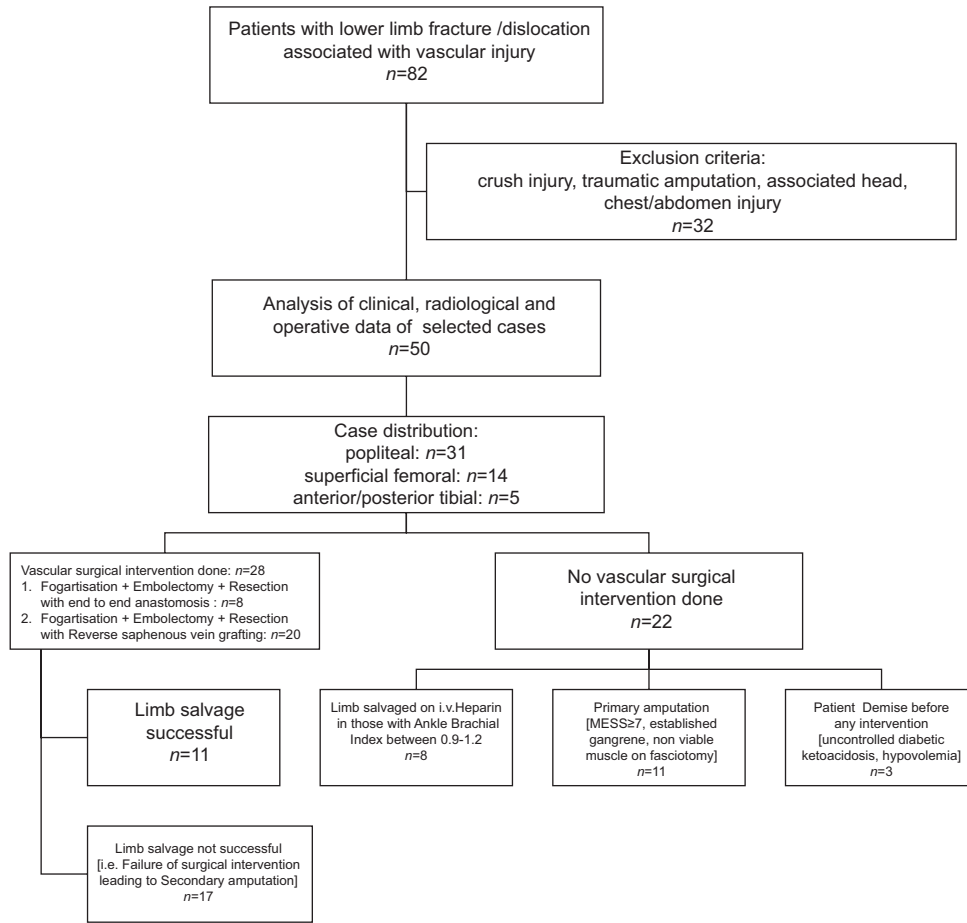 Patients with lower limb fracture /dislocation
associated with vascular injury
n=82
Exclusion criteria:
crush injury, traumatic amputation, associated head,
chest/abdomen injury
n=32
Analysis of clinical, radiological and
operative data of selected cases
n=50
Case distribution:
popliteal: n=31
superficial femoral: n=14
anterior/posterior tibial: n=5
Vascular surgical intervention done: n=28
1. Fogartisation + Embolectomy + Resection
with end to end anastomosis : n=8
2. Fogartisation + Embolectomy + Resection
with Reverse saphenous vein grafting: n=20
No vascular surgical
intervention done
n=22
Limb salvage
successful
n=11
Limb salvaged on i.v.Heparin
in those with Ankle Brachial
Index between 0.9-1.2
n=8
Primary amputation
[MESS≥7, established
gangrene, non viable
muscle on fasciotomy]
n=11
Patient Demise before
any intervention
[uncontrolled diabetic
ketoacidosis, hypovolemia]
n=3
Limb salvage not successful
[i.e. Failure of surgical intervention
leading to Secondary amputation]
n=17